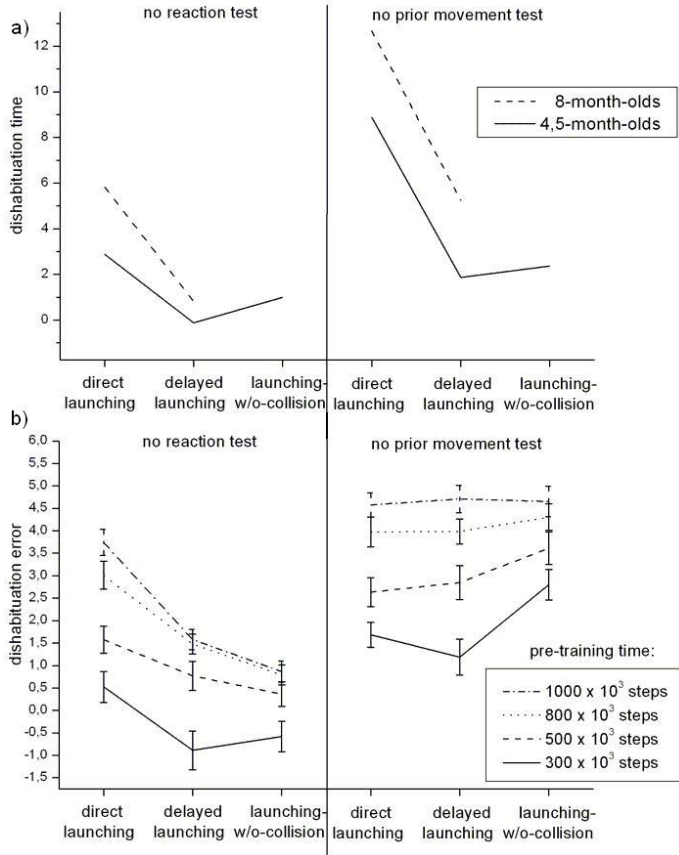 a)
no reaction test
no prior movement test
dishabituation time
12
10
8
6
4
2
0
8-month-olds
4,5-month-olds
direct launching
delayed launching
launching-w/o-collision
direct launching
delayed launching
launching-w/o-collision
b)
no reaction test
no prior movement test
dishabituation error
6,0
5,5
5,0
4,5
4,0
3,5
3,0
2,5
2,0
1,5
1,0
0,5
0,0
-0,5
-1,0
-1,5
pre-training time:
1000 x 10³ steps
800 x 10³ steps
500 x 10³ steps
300 x 10³ steps
direct launching
delayed launching
launching-w/o-collision
direct launching
delayed launching
launching-w/o-collision